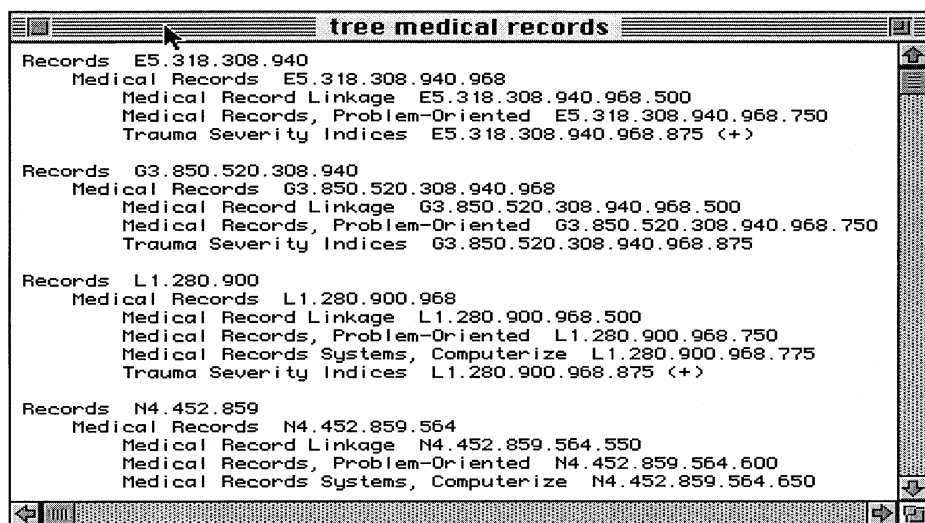 tree medical records
Records E5.318.308.940
Medical Records E5.318.308.940.968
Medical Record Linkage E5.318.308.940.968.500
Medical Records, Problem-Oriented E5.318.308.940.968.750
Trauma Severity Indices E5.318.308.940.968.875 (+)
Records G3.850.520.308.940
Medical Records G3.850.520.308.940.968
Medical Record Linkage G3.850.520.308.940.968.500
Medical Records, Problem-Oriented G3.850.520.308.940.968.750
Trauma Severity Indices G3.850.520.308.940.968.875
Records L1.280.900
Medical Records L1.280.900.968
Medical Record Linkage L1.280.900.968.500
Medical Records, Problem-Oriented L1.280.900.968.750
Medical Records Systems, Computerize L1.280.900.968.775
Trauma Severity Indices L1.280.900.968.875 (+)
Records N4.452.859
Medical Records N4.452.859.564
Medical Record Linkage N4.452.859.564.550
Medical Records, Problem-Oriented N4.452.859.564.600
Medical Records Systems, Computerize N4.452.859.564.650